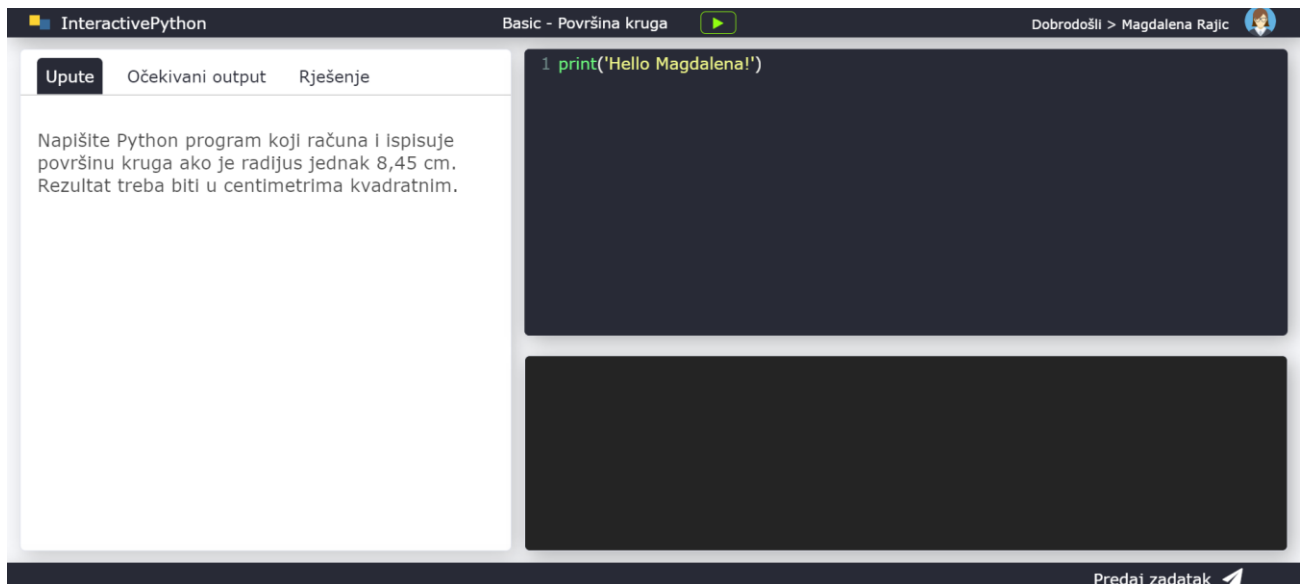 InteractivePython
Basic - Površina kruga
Dobrodošli > Magdalena Rajic
Upute
Očekivani output
Rješenje
Napišite Python program koji računa i ispisuje
površinu kruga ako je radijus jednak 8,45 cm.
Rezultat treba biti u centimetrima kvadratnim.
1 print('Hello Magdalena!')
Predaj zadatak